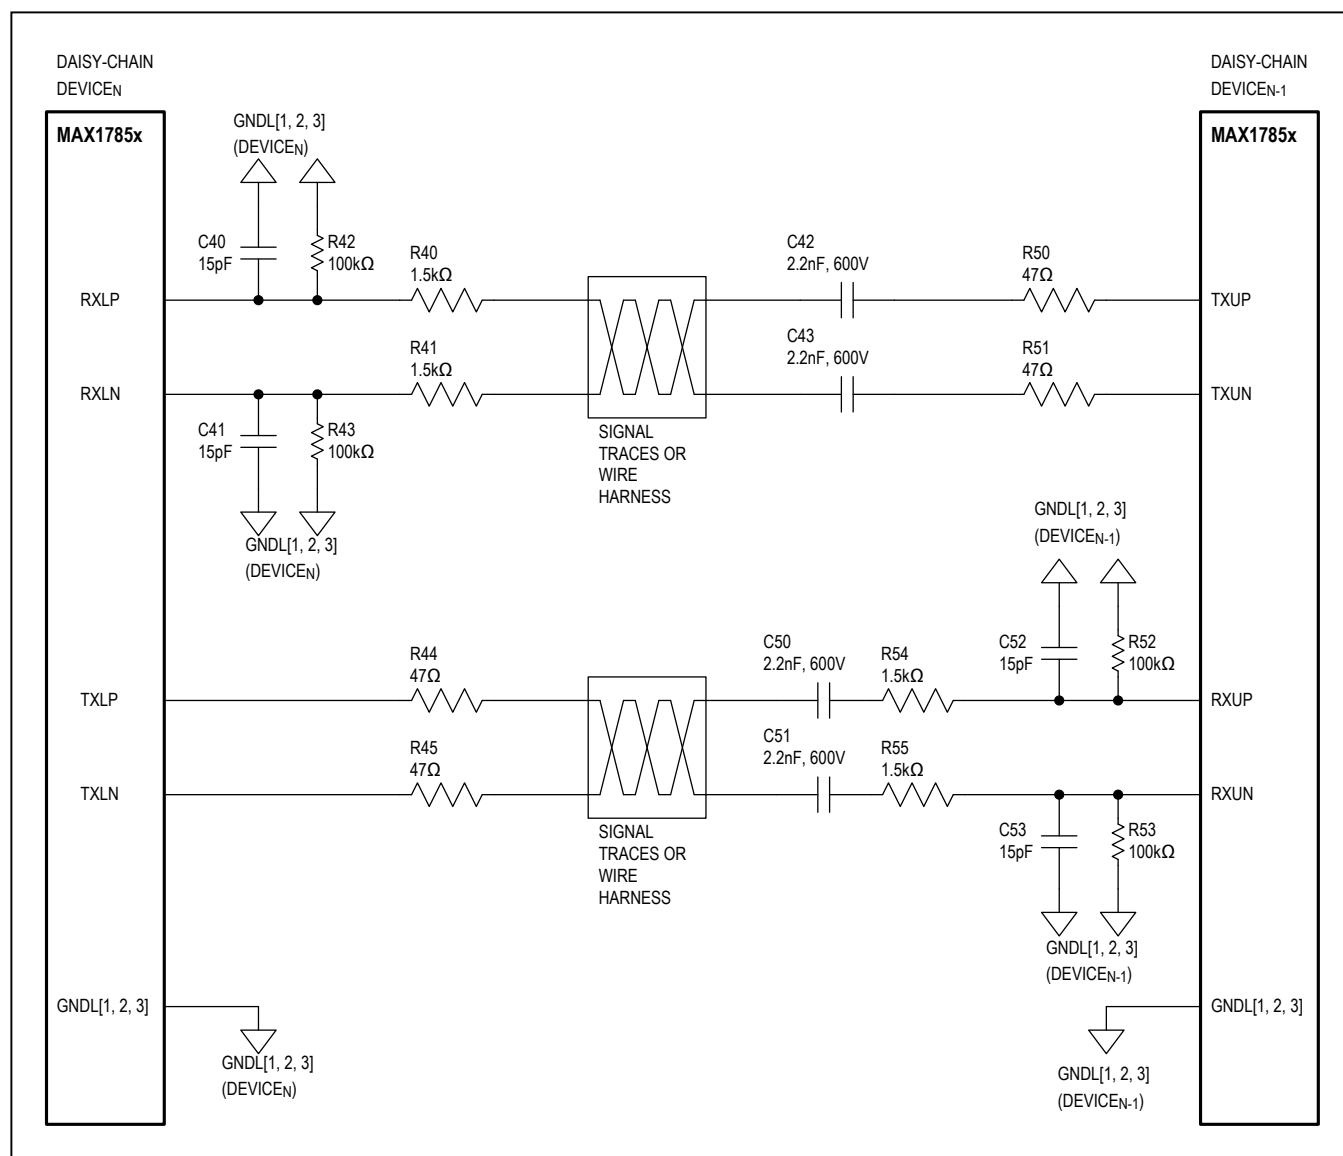 DAISY-CHAIN
DEVICEN
MAX1785x
GNDL[1, 2, 3]
(DEVICEN)
C40
15pF
R42
100kΩ
R40
1.5kΩ
RXLP
RXLN
R41
1.5kΩ
C41
15pF
R43
100kΩ
GNDL[1, 2, 3]
(DEVICEN)
SIGNAL
TRACES OR
WIRE
HARNESS
C42
2.2nF, 600V
C43
2.2nF, 600V
R50
47Ω
R51
47Ω
DAISY-CHAIN
DEVICEN-1
MAX1785x
TXUP
TXUN
TXLP
TXLN
R44
47Ω
R45
47Ω
SIGNAL
TRACES OR
WIRE
HARNESS
C50
2.2nF, 600V
R54
1.5kΩ
C51
2.2nF, 600V
R55
1.5kΩ
GNDL[1, 2, 3]
(DEVICEN-1)
C52
15pF
R52
100kΩ
RXUP
RXUN
C53
15pF
R53
100kΩ
GNDL[1, 2, 3]
(DEVICEN-1)
GNDL[1, 2, 3]
GNDL[1, 2, 3]
(DEVICEN)
GNDL[1, 2, 3]
GNDL[1, 2, 3]
(DEVICEN-1)